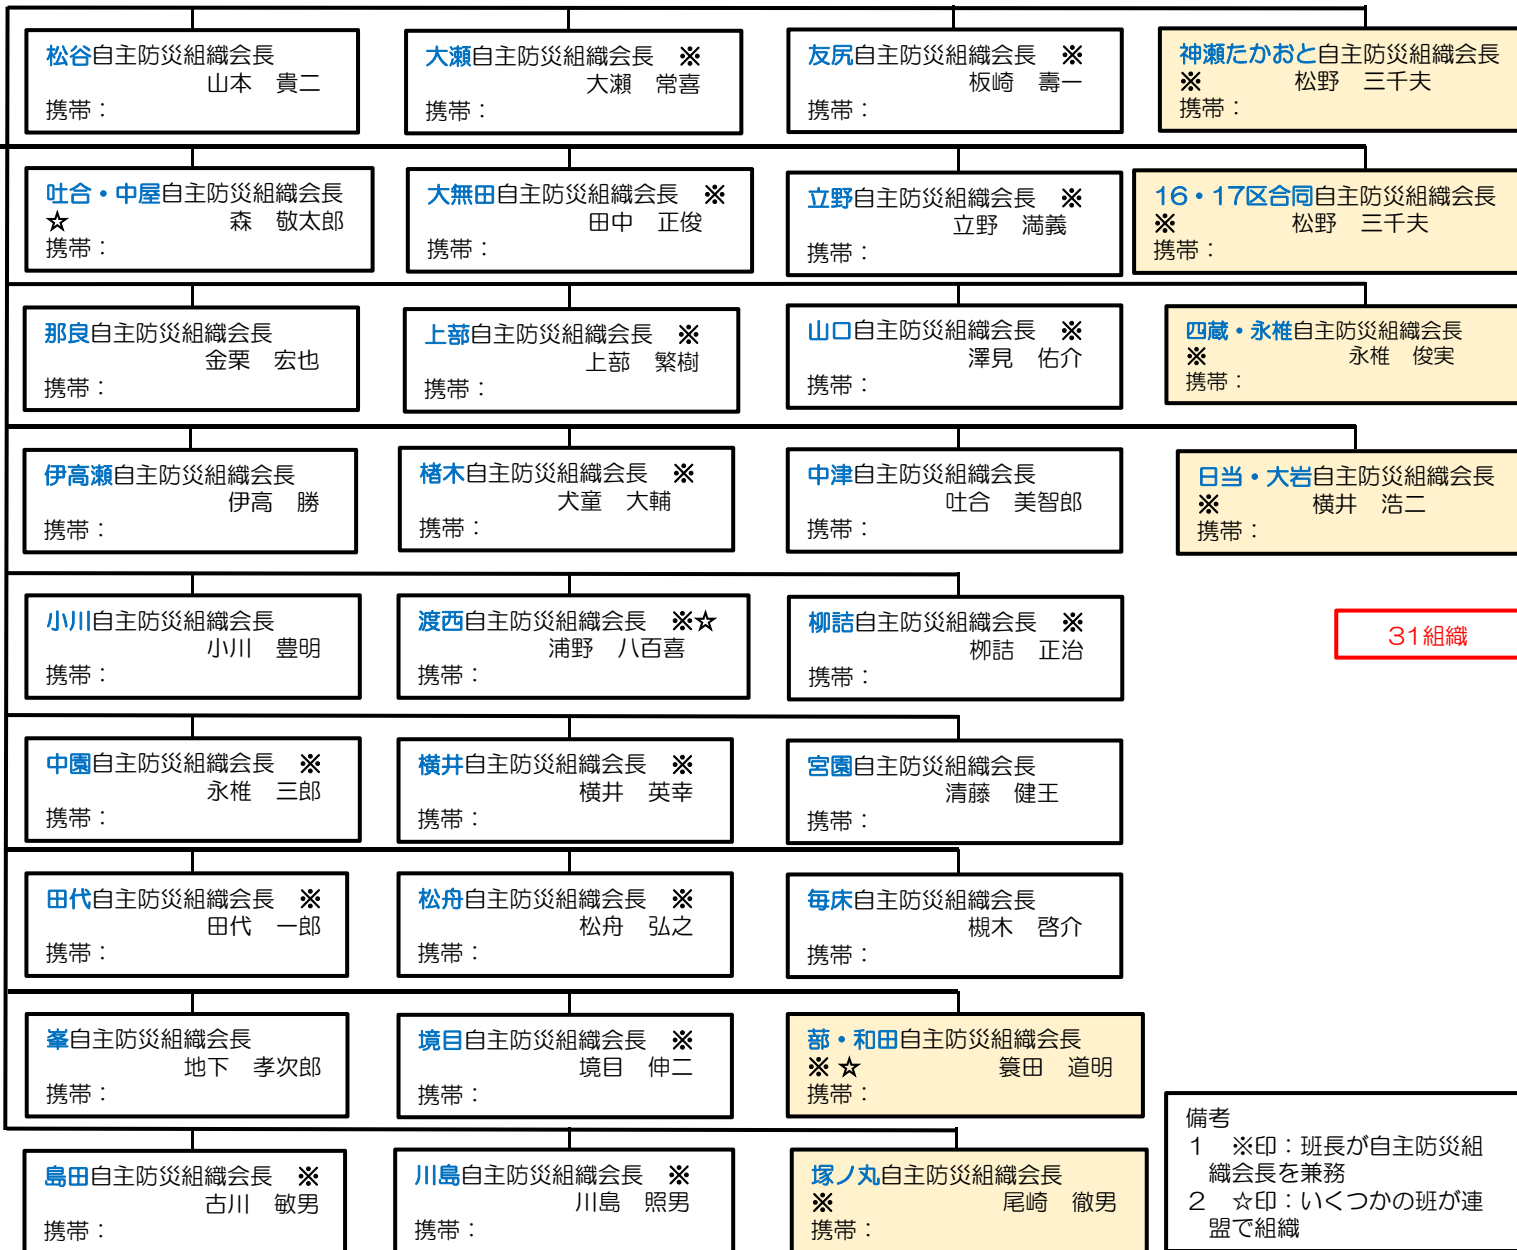 松谷自主防災組織会長
山本　貴二
携帯：
大瀬自主防災組織会長　※
大瀬　常喜
携帯：
友尻自主防災組織会長　※
板崎　壽一
携帯：
神瀬たかおと自主防災組織会長
※　　　　松野　三千夫
携帯：
吐合・中屋自主防災組織会長
☆　　　　　　　森　敬太郎
携帯：
大無田自主防災組織会長　※
田中　正俊
携帯：
立野自主防災組織会長　※
立野　満義
携帯：
16・17区合同自主防災組織会長
※　　　　　松野　三千夫
携帯：
那良自主防災組織会長
金栗　宏也
携帯：
上蔀自主防災組織会長　※
上蔀　繁樹
携帯：
山口自主防災組織会長　※
澤見　佑介
携帯：
四蔵・永椎自主防災組織会長
※　　　　　　永椎　俊実
携帯：
伊高瀬自主防災組織会長
伊高　勝
携帯：
楮木自主防災組織会長　※
犬童　大輔
携帯：
中津自主防災組織会長
吐合　美智郎
携帯：
日当・大岩自主防災組織会長
※　　　　横井　浩二
携帯：
小川自主防災組織会長
小川　豊明
携帯：
渡西自主防災組織会長　※☆
浦野　八百喜
携帯：
柳詰自主防災組織会長　※
柳詰　正治
携帯：
31組織
中園自主防災組織会長　※
永椎　三郎
携帯：
横井自主防災組織会長　※
横井　英幸
携帯：
宮園自主防災組織会長
清藤　健王
携帯：
田代自主防災組織会長　※
田代　一郎
携帯：
松舟自主防災組織会長　※
松舟　弘之
携帯：
毎床自主防災組織会長
槻木　啓介
携帯：
峯自主防災組織会長
地下　孝次郎
携帯：
境目自主防災組織会長　※
境目　伸二
携帯：
蔀・和田自主防災組織会長
※ ☆　　　　　　簑田　道明
携帯：
島田自主防災組織会長　※
古川　敏男
携帯：
川島自主防災組織会長　※
川島　照男
携帯：
塚ノ丸自主防災組織会長
※　　　　　　　尾崎　徹男
携帯：
備考
１　※印：班長が自主防災組
織会長を兼務
２　☆印：いくつかの班が連
盟で組織